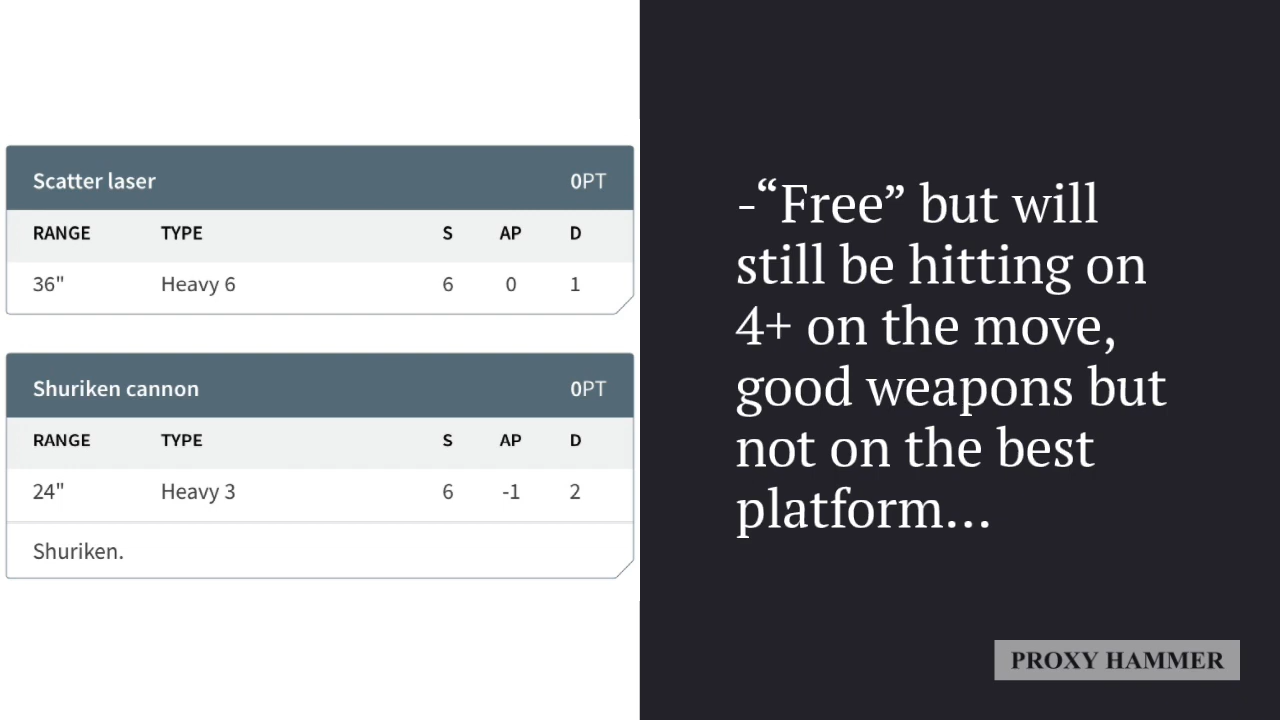 Scatter laser 0PT
RANGE TYPE S AP D
36" Heavy 6 6 0 1
Shuriken cannon 0PT
RANGE TYPE S AP D
24" Heavy 3 6 -1 2
Shuriken.
-“Free” but will
still be hitting on
4+ on the move,
good weapons but
not on the best
platform…
PROXY HAMMER